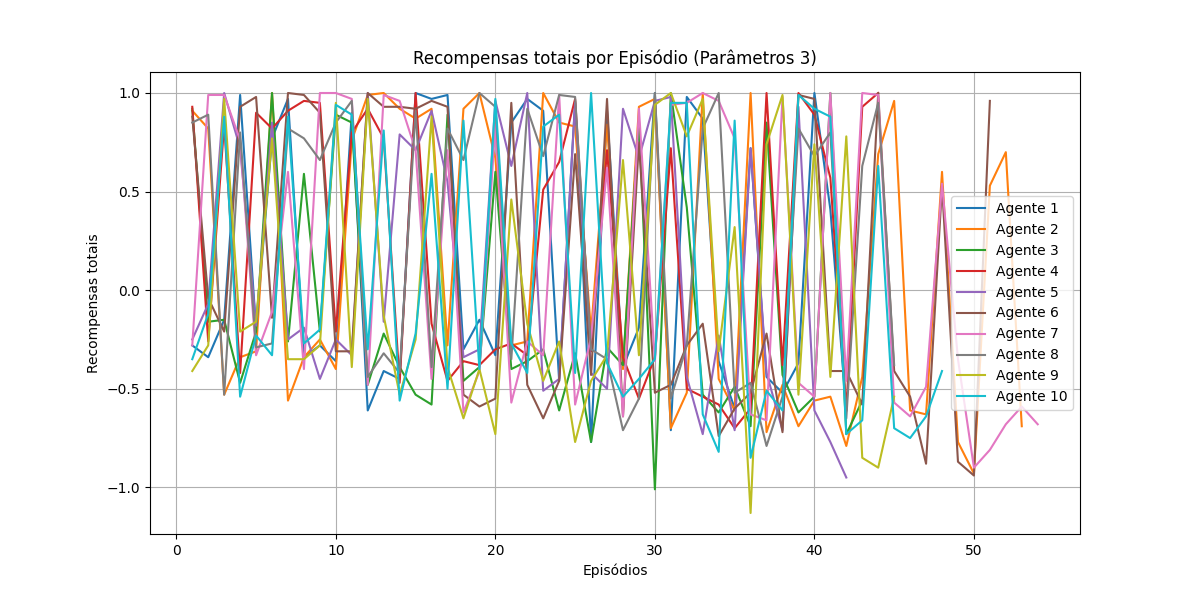 Recompensas totais por Episódio (Parâmetros 3)
Recompensas totais
1.0
0.5
0.0
−0.5
−1.0
0
10
20
30
40
50
Episódios
Agente 1
Agente 2
Agente 3
Agente 4
Agente 5
Agente 6
Agente 7
Agente 8
Agente 9
Agente 10